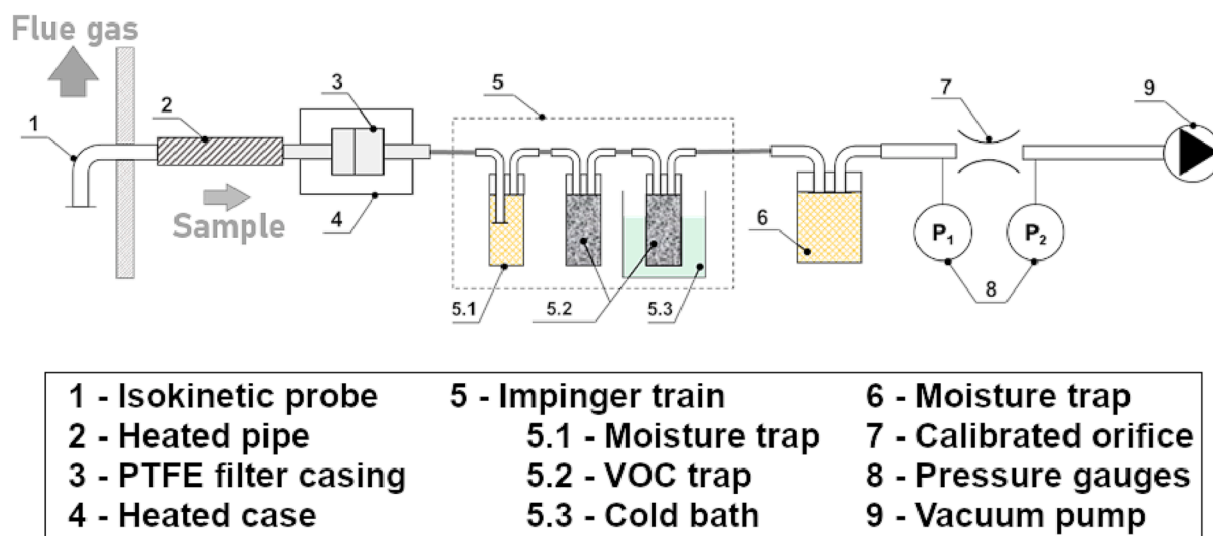 Flue gas
1
2
3
5
7
9
Sample
4
6
P1
P2
8
5.1
5.2
5.3
1 - Isokinetic probe
2 - Heated pipe
3 - PTFE filter casing
4 - Heated case
5 - Impinger train
5.1 - Moisture trap
5.2 - VOC trap
5.3 - Cold bath
6 - Moisture trap
7 - Calibrated orifice
8 - Pressure gauges
9 - Vacuum pump